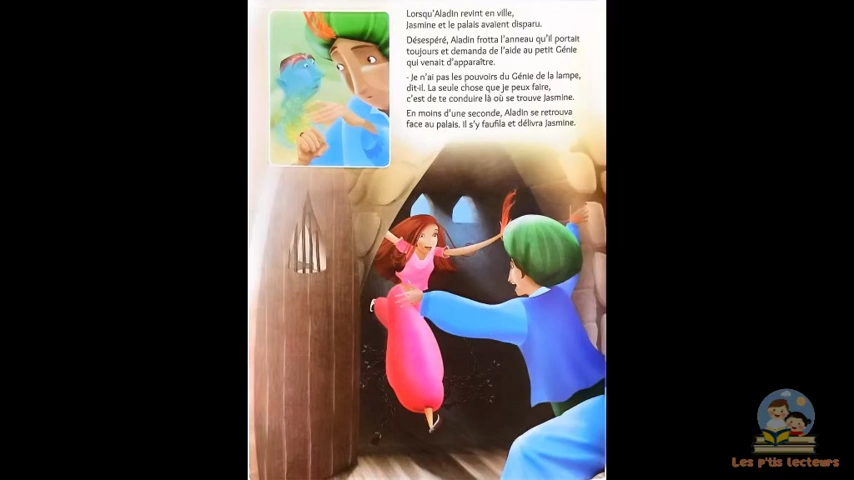 Lorsqu'Aladin revint en ville,
Jasmine et le palais avaient disparu.
Désespéré, Aladin frotta l'anneau qu'il portait
toujours et demanda de l'aide au petit Génie
qui venait d'apparaître.
- Je n'ai pas les pouvoirs du Génie de la lampe,
dit-il. La seule chose que je peux faire,
c'est de te conduire là où se trouve Jasmine.
En moins d'une seconde, Aladin se retrouva
face au palais. Il s'y faufila et délivra Jasmine.
Les p'tis lecteurs